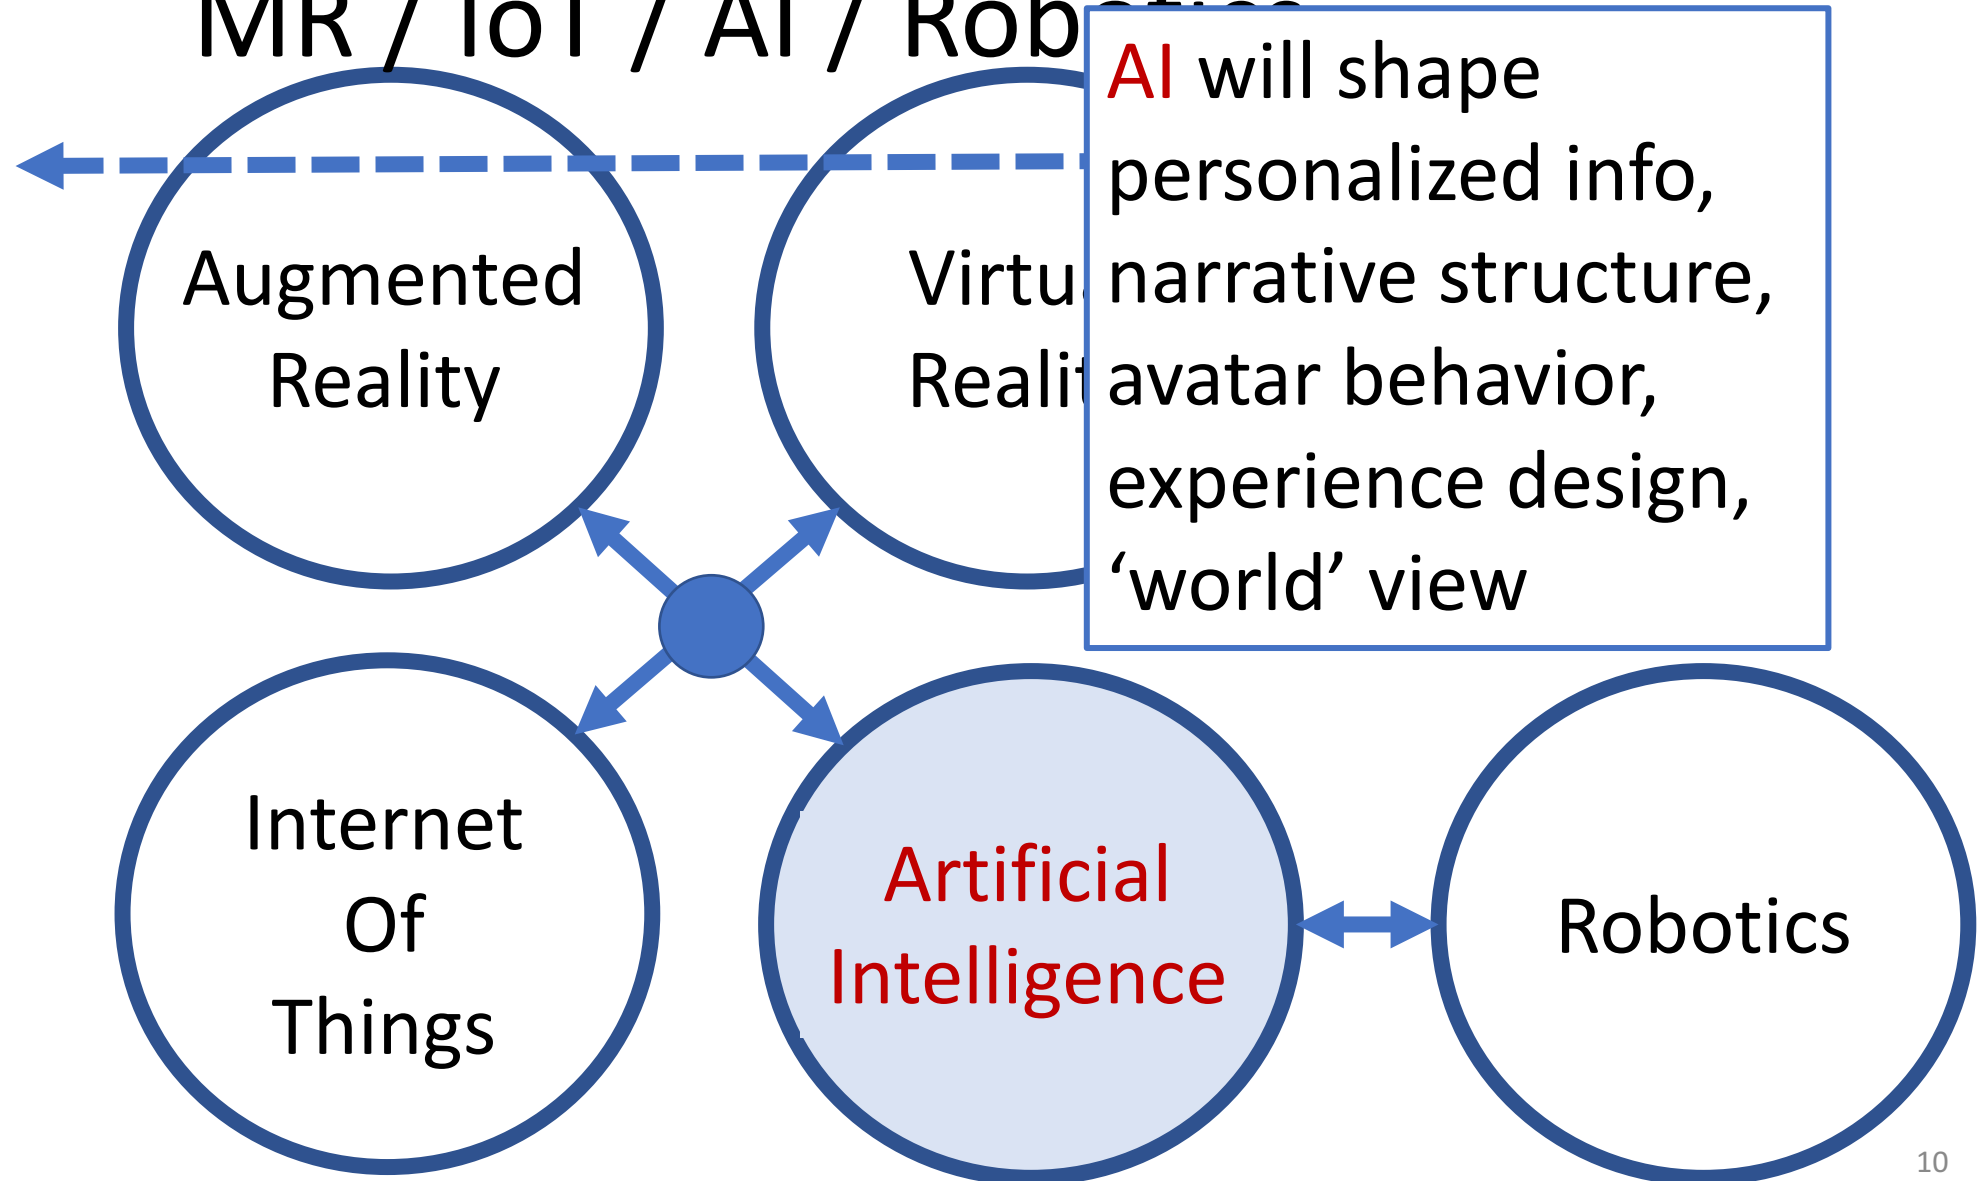 MR / IoT / AI / Robotics
AI will shape
personalized info,
narrative structure,
avatar behavior,
experience design,
‘world’ view
Augmented
Reality
Virtu
Realit
Internet
Of
Things
Artificial
Intelligence
Robotics
10